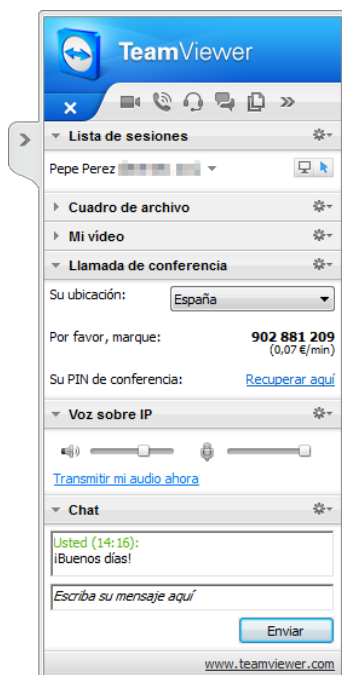 TeamViewer
Lista de sesiones
Pepe Perez
Cuadro de archivo
Mi video
Llamada de conferencia
Su ubicación: España
Por favor, marque: 902 881 209
(0,07 €/min)
Su PIN de conferencia: Recuperar aquí
Voz sobre IP
Transmitir mi audio ahora
Chat
Usted (14:16):
¡Buenos días!
Escriba su mensaje aquí
Enviar
www.teamviewer.com